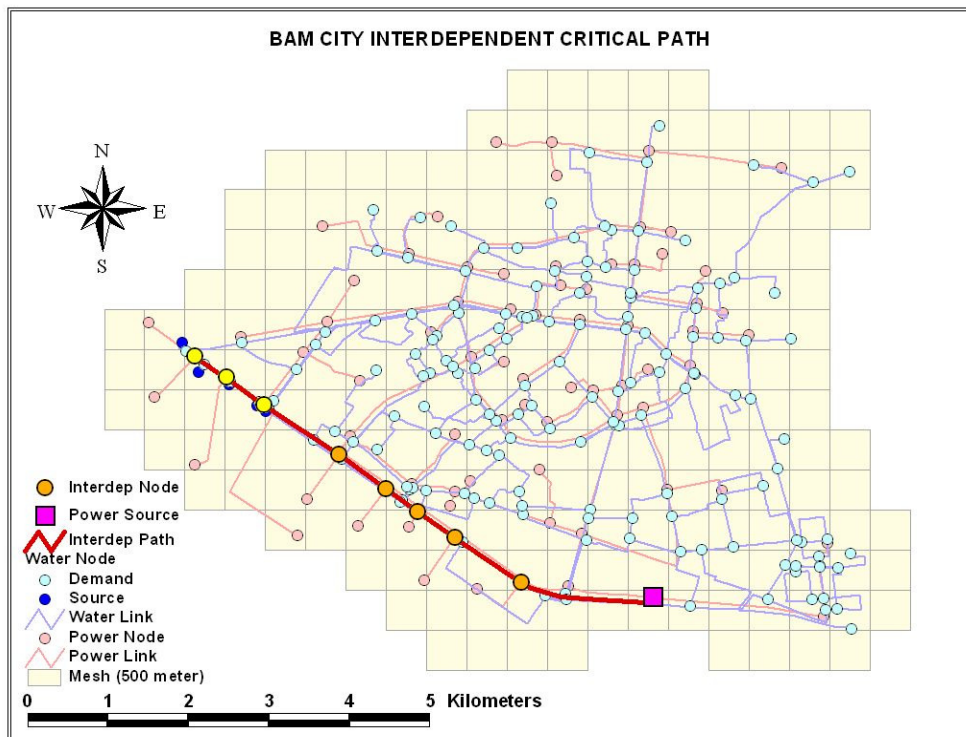 BAM CITY INTERDEPENDENT CRITICAL PATH
N
W E
S
Interdep Node
Power Source
Interdep Path
Water Node
Demand
Source
Water Link
Power Node
Power Link
Mesh (500 meter)
0 1 2 3 4 5 Kilometers